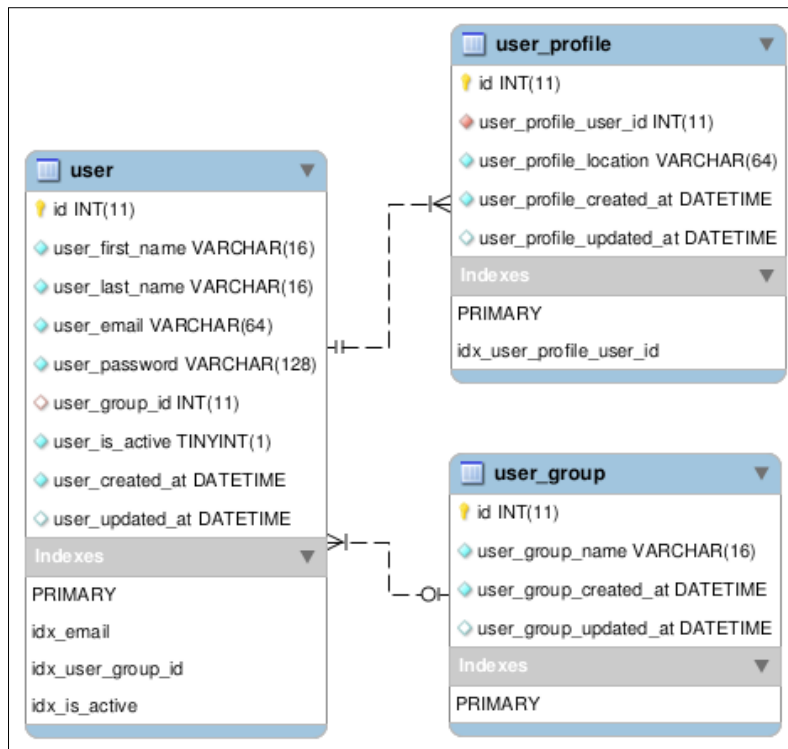 user
id INT(11)
user_first_name VARCHAR(16)
user_last_name VARCHAR(16)
user_email VARCHAR(64)
user_password VARCHAR(128)
user_group_id INT(11)
user_is_active TINYINT(1)
user_created_at DATETIME
user_updated_at DATETIME
Indexes
PRIMARY
idx_email
idx_user_group_id
idx_is_active
user_profile
id INT(11)
user_profile_user_id INT(11)
user_profile_location VARCHAR(64)
user_profile_created_at DATETIME
user_profile_updated_at DATETIME
Indexes
PRIMARY
idx_user_profile_user_id
user_group
id INT(11)
user_group_name VARCHAR(16)
user_group_created_at DATETIME
user_group_updated_at DATETIME
Indexes
PRIMARY